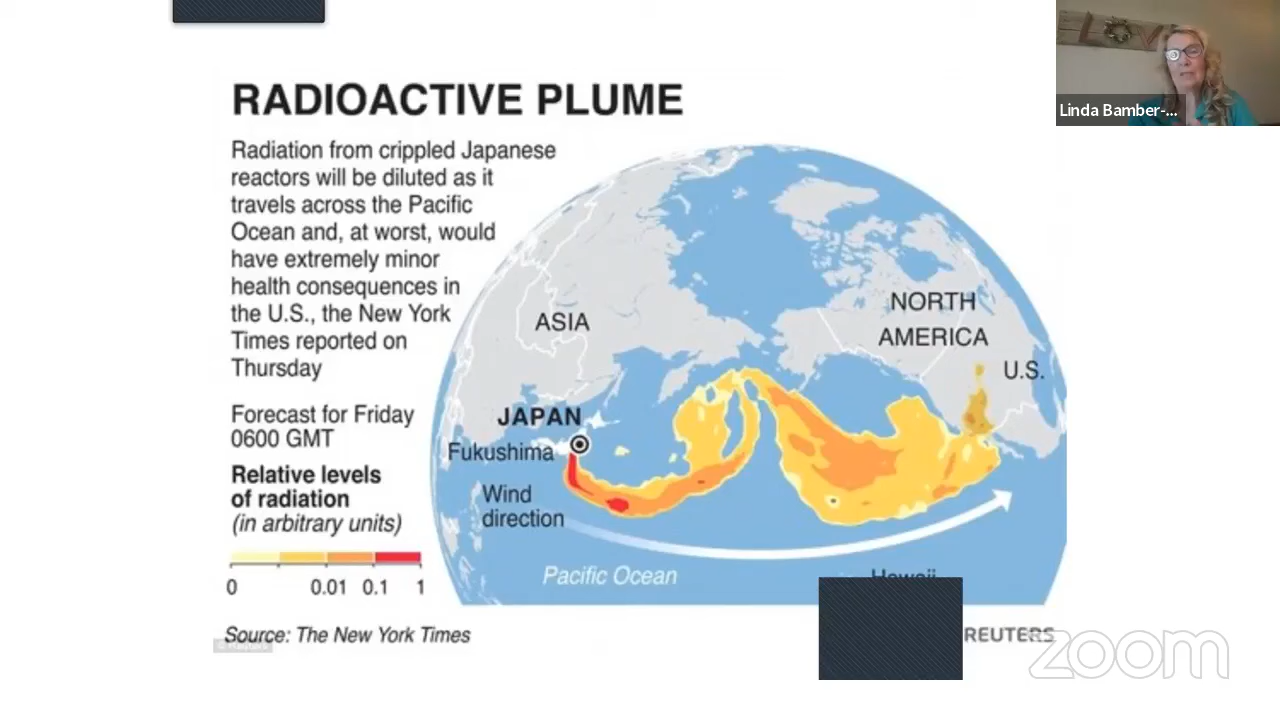 RADIOACTIVE PLUME
Radiation from crippled Japanese
reactors will be diluted as it
travels across the Pacific
Ocean and, at worst, would
have extremely minor
health consequences in
the U.S., the New York
Times reported on
Thursday
Forecast for Friday
0600 GMT
Relative levels
of radiation
(in arbitrary units)
0 0.01 0.1 1
Source: The New York Times
© Reuters
ASIA
JAPAN
Fukushima
Wind
direction
Pacific Ocean
NORTH
AMERICA
U.S.
Hawaii
REUTERS
zoom
Linda Bamber-...